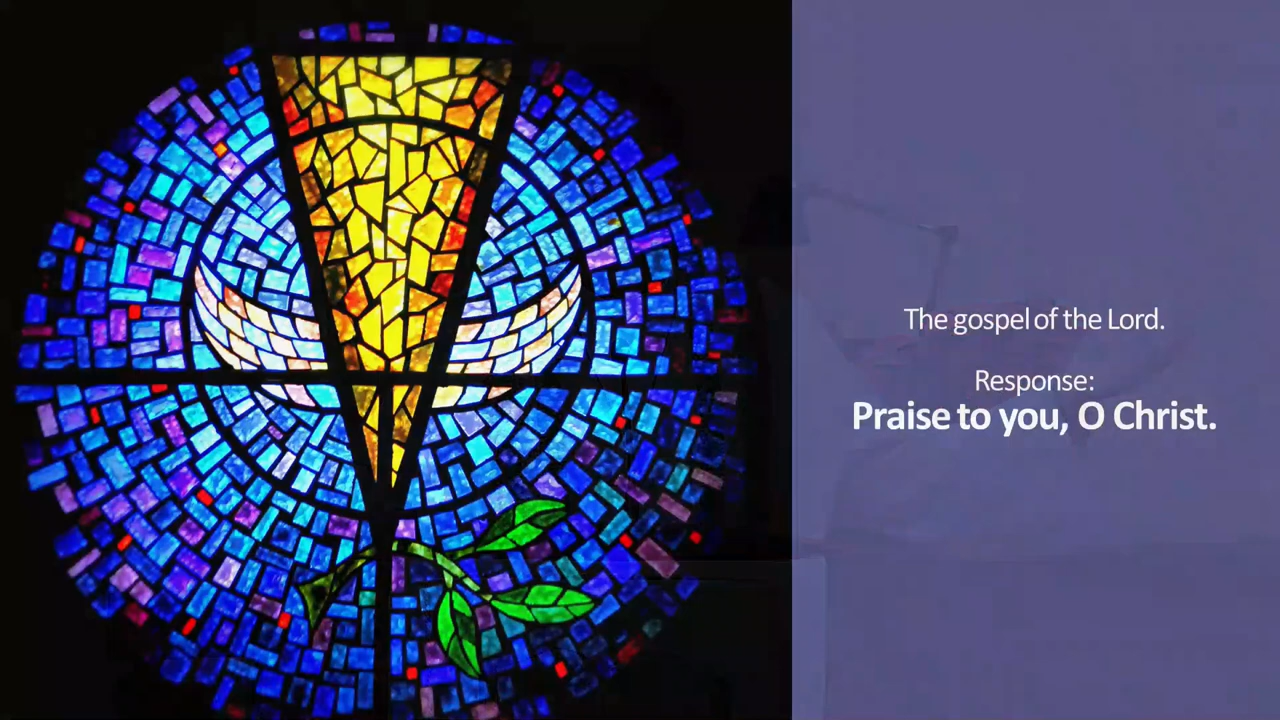 The gospel of the Lord.
Response:
Praise to you, O Christ.